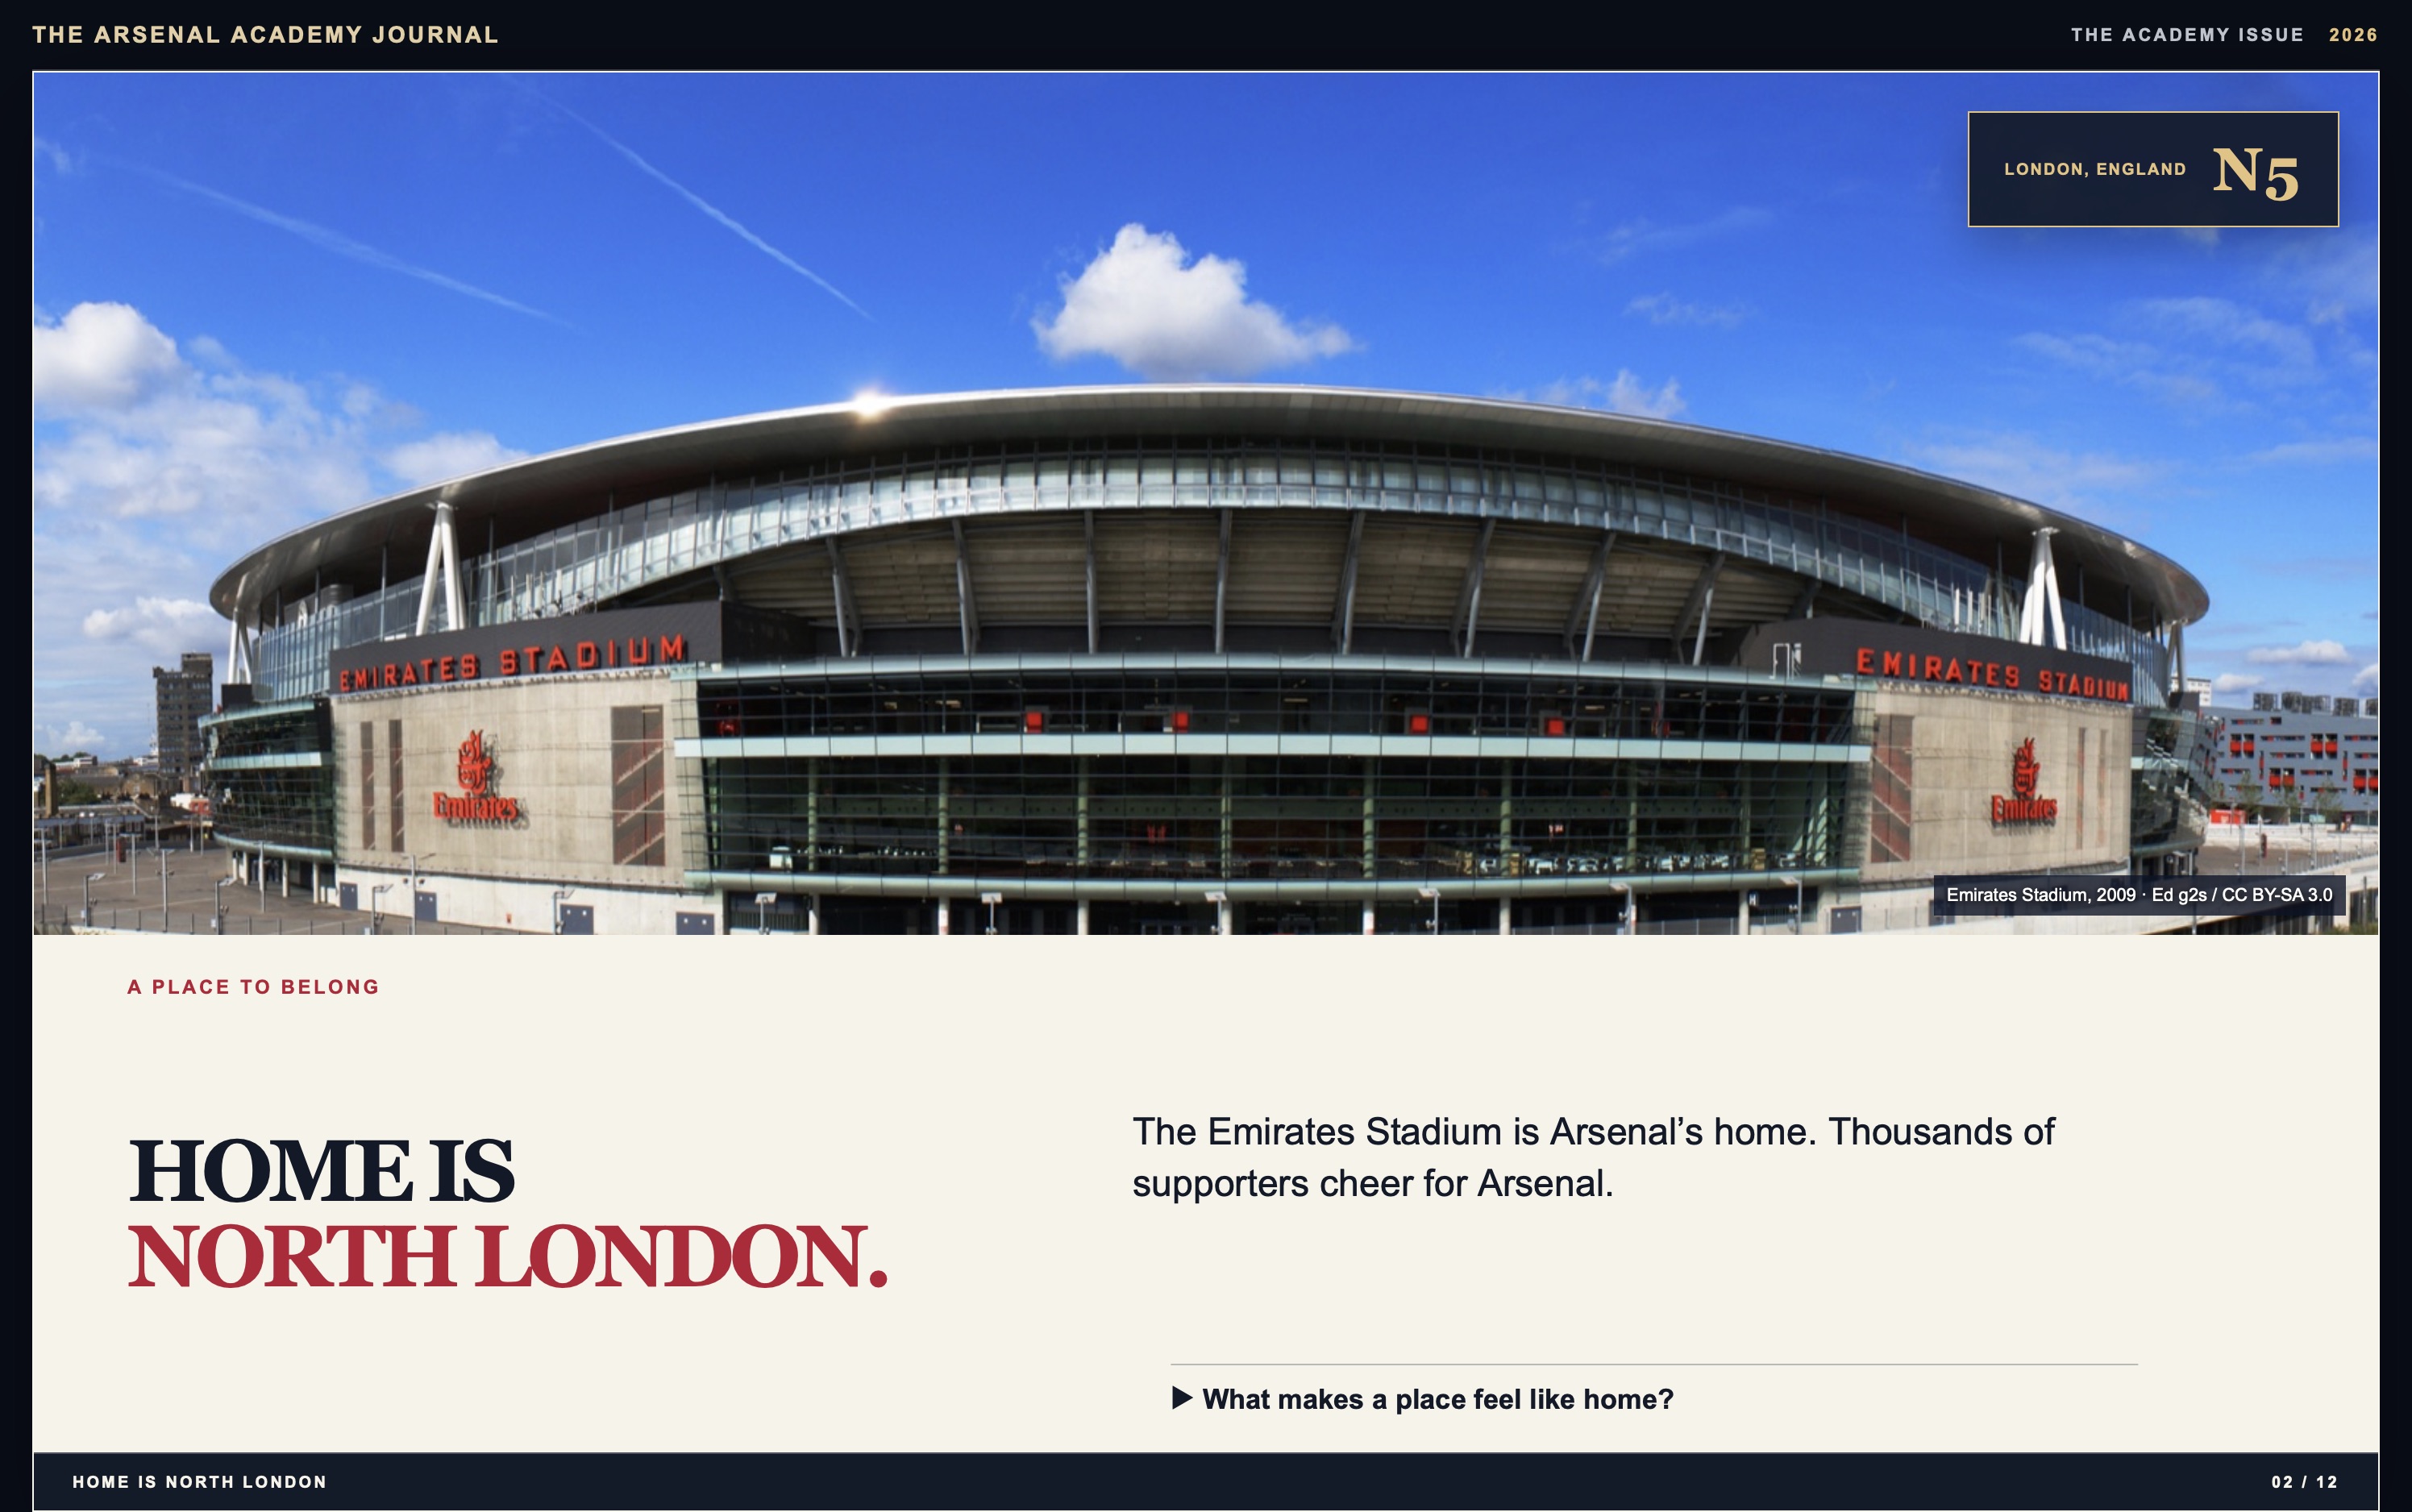 THE ARSENAL ACADEMY JOURNAL
THE ACADEMY ISSUE 2026
LONDON, ENGLAND N5
EMIRATES STADIUM
EMIRATES STADIUM
Emirates
Emirates
Emirates Stadium, 2009 · Ed g2s / CC BY-SA 3.0
A PLACE TO BELONG
HOME IS
NORTH LONDON.
The Emirates Stadium is Arsenal’s home. Thousands of
supporters cheer for Arsenal.
▶ What makes a place feel like home?
HOME IS NORTH LONDON
02 / 12